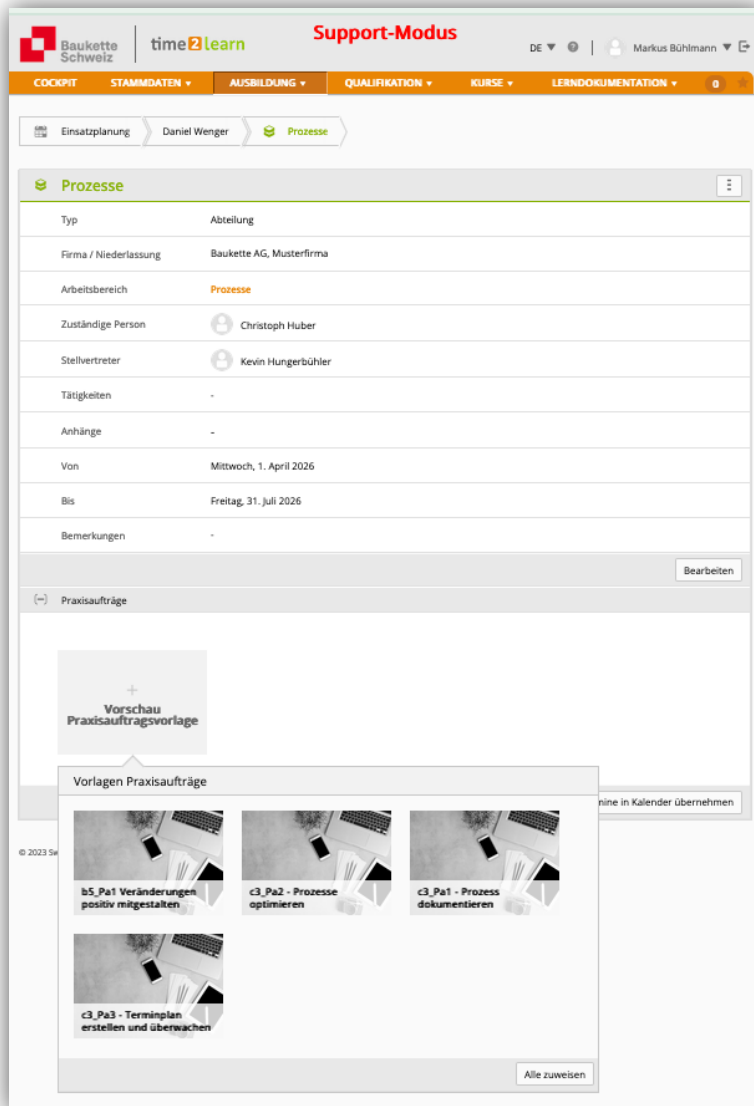 Support-Modus
Baukette
Schweiz
time2learn
DE
Markus Bühlmann
COCKPIT STAMMDATEN AUSBILDUNG QUALIFIKATION KURSE LERNDOKUMENTATION 0
Einsatzplanung Daniel Wenger Prozesse
Prozesse
Typ Abteilung
Firma / Niederlassung Baukette AG, Musterfirma
Arbeitsbereich Prozesse
Zuständige Person Christoph Huber
Stellvertreter Kevin Hungerbühler
Tätigkeiten -
Anhänge -
Von Mittwoch, 1. April 2026
Bis Freitag, 31. Juli 2026
Bemerkungen -
Bearbeiten
Praxisaufträge
+
Vorschau
Praxisauftragsvorlage
Vorlagen Praxisaufträge
mine in Kalender übernehmen
© 2023
b5_Pa1 Veränderungen
positiv mitgestalten
c3_Pa2 - Prozesse
optimieren
c3_Pa1 - Prozess
dokumentieren
c3_Pa3 - Terminplan
erstellen und überwachen
Alle zuweisen